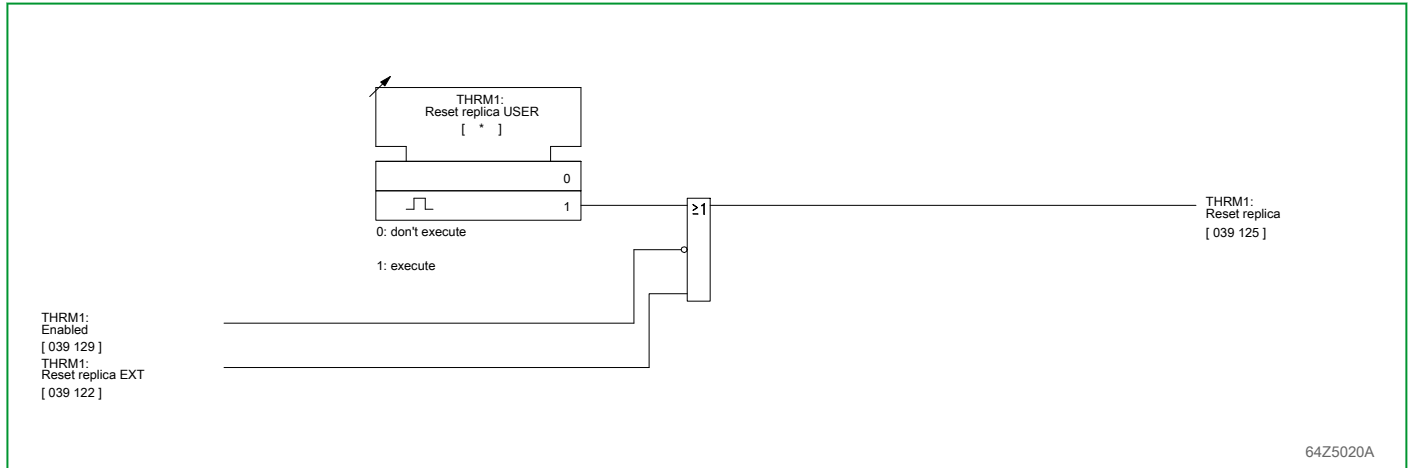 THRM1:
Reset replica USER
[ * ]
0
1
0: don't execute
1: execute
≥1
THRM1:
Reset replica
[ 039 125 ]
THRM1:
Enabled
[ 039 129 ]
THRM1:
Reset replica EXT
[ 039 122 ]
64Z5020A